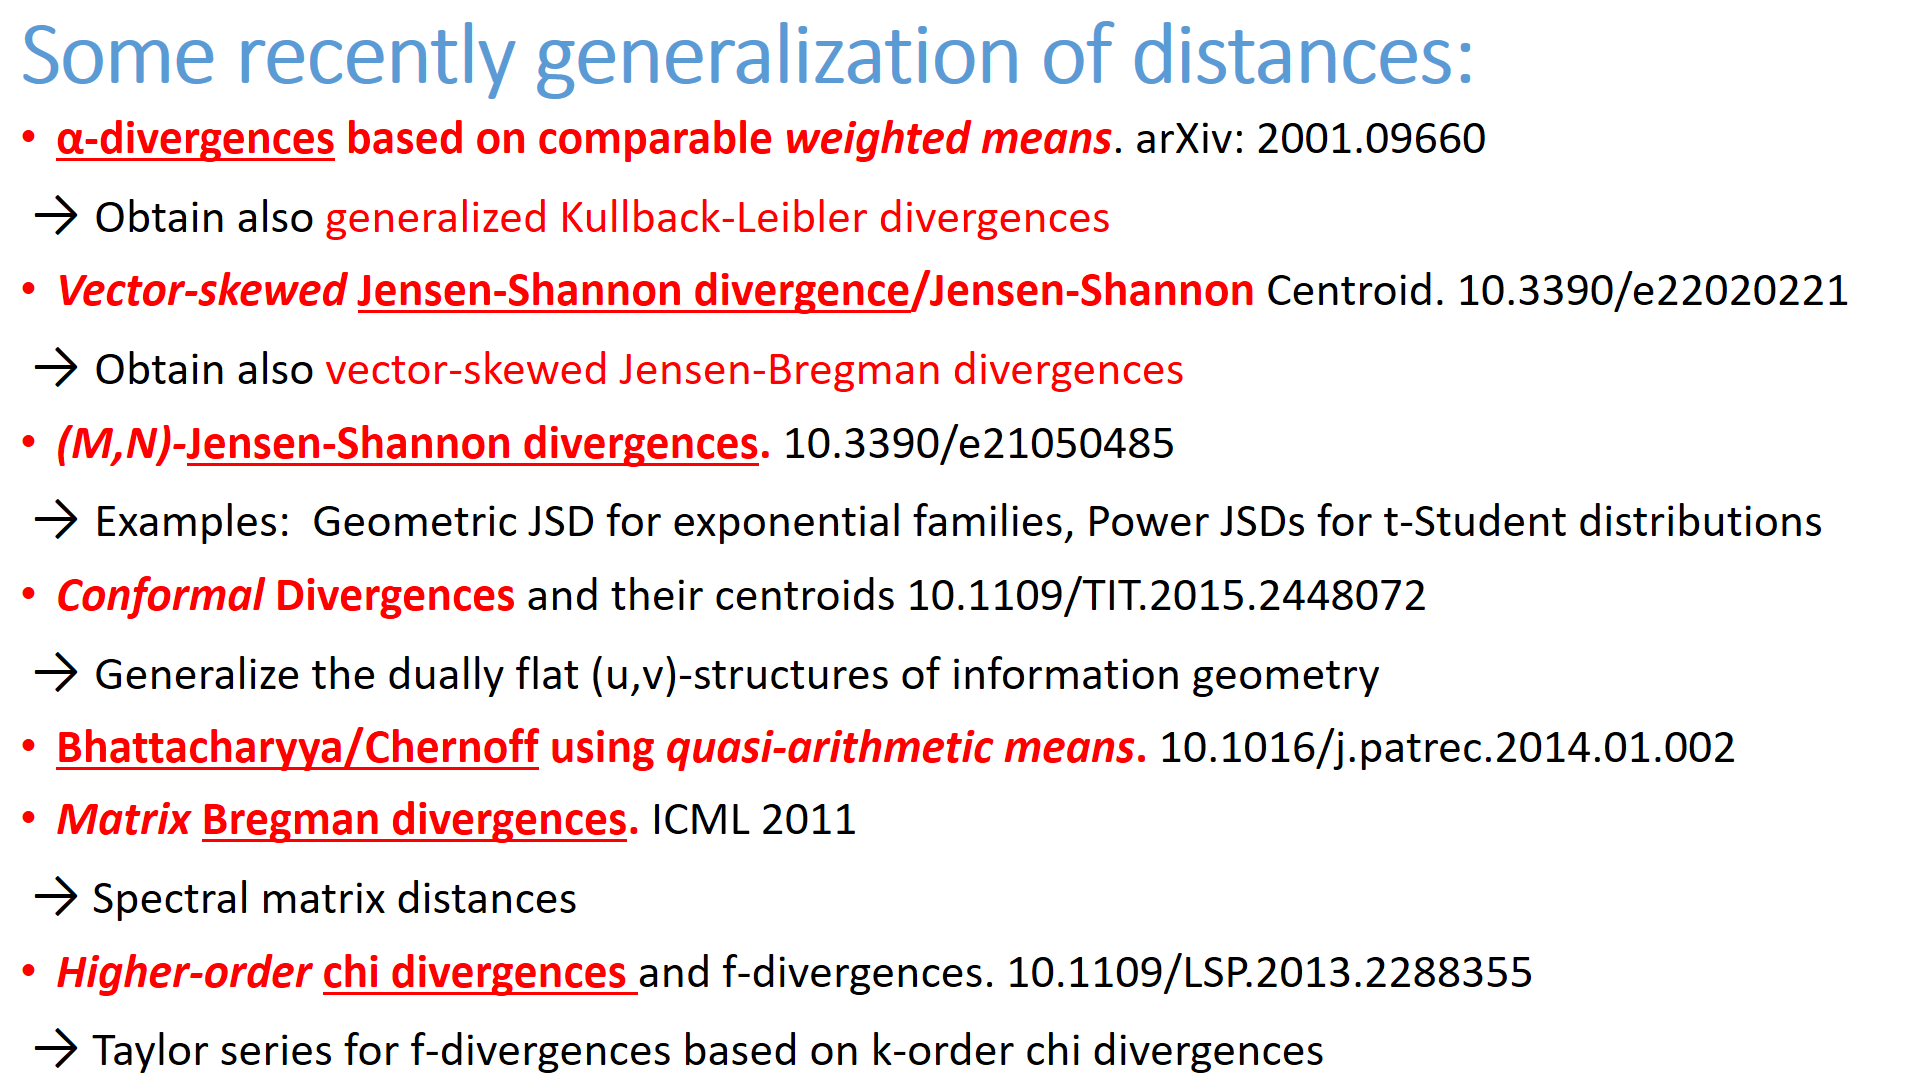 Some recently generalization of distances:
• α-divergences based on comparable weighted means. arXiv: 2001.09660
→ Obtain also generalized Kullback-Leibler divergences
• Vector-skewed Jensen-Shannon divergence/Jensen-Shannon Centroid. 10.3390/e22020221
→ Obtain also vector-skewed Jensen-Bregman divergences
• (M,N)-Jensen-Shannon divergences. 10.3390/e21050485
→ Examples:  Geometric JSD for exponential families, Power JSDs for t-Student distributions
• Conformal Divergences and their centroids 10.1109/TIT.2015.2448072
→ Generalize the dually flat (u,v)-structures of information geometry
• Bhattacharyya/Chernoff using quasi-arithmetic means. 10.1016/j.patrec.2014.01.002
• Matrix Bregman divergences. ICML 2011
→ Spectral matrix distances
• Higher-order chi divergences and f-divergences. 10.1109/LSP.2013.2288355
→ Taylor series for f-divergences based on k-order chi divergences